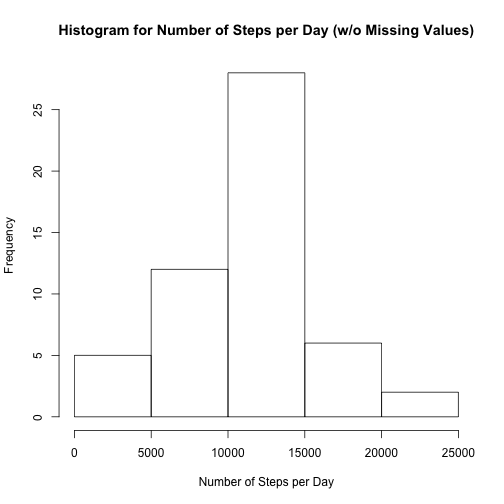 Histogram for Number of Steps per Day (w/o Missing Values)
25
20
15
10
5
0
Frequency
0 5000 10000 15000 20000 25000
Number of Steps per Day